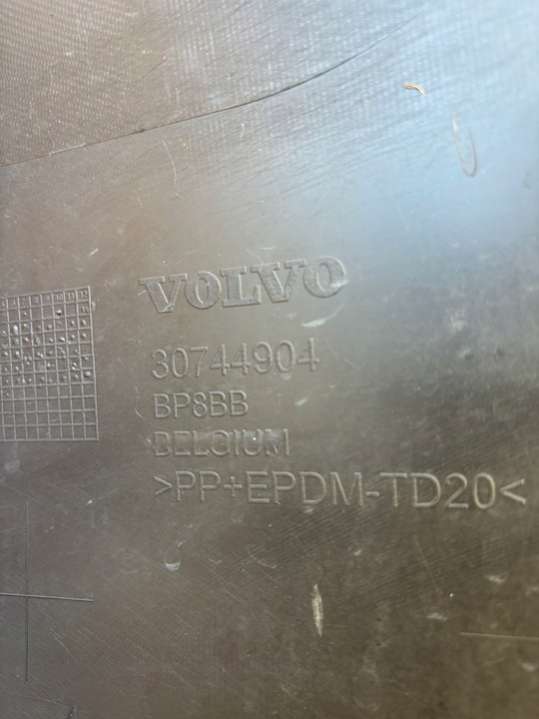 VOLVO
30744904
BP8BB
BELGIUM
>PP+EPDM-TD20<